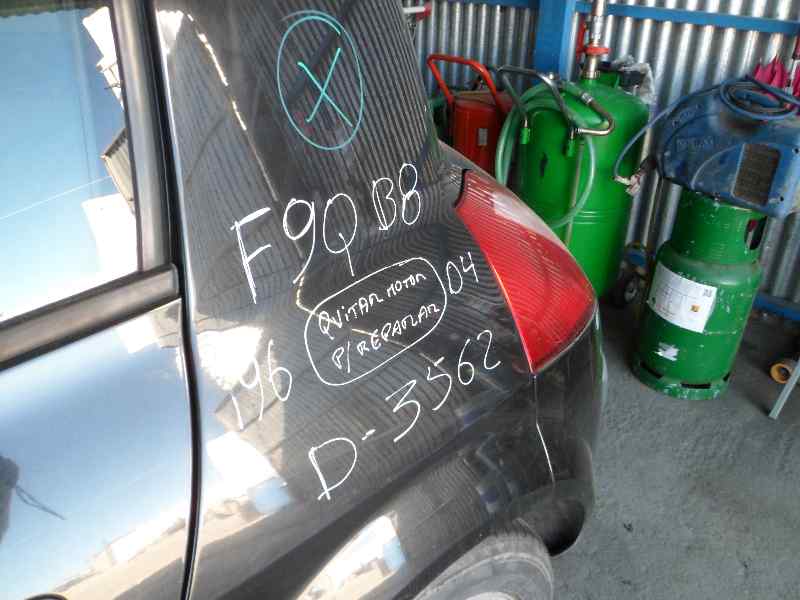 X
F9Q B8
QUITAR MOTOR
P/REPARAR
04
196
D-3562